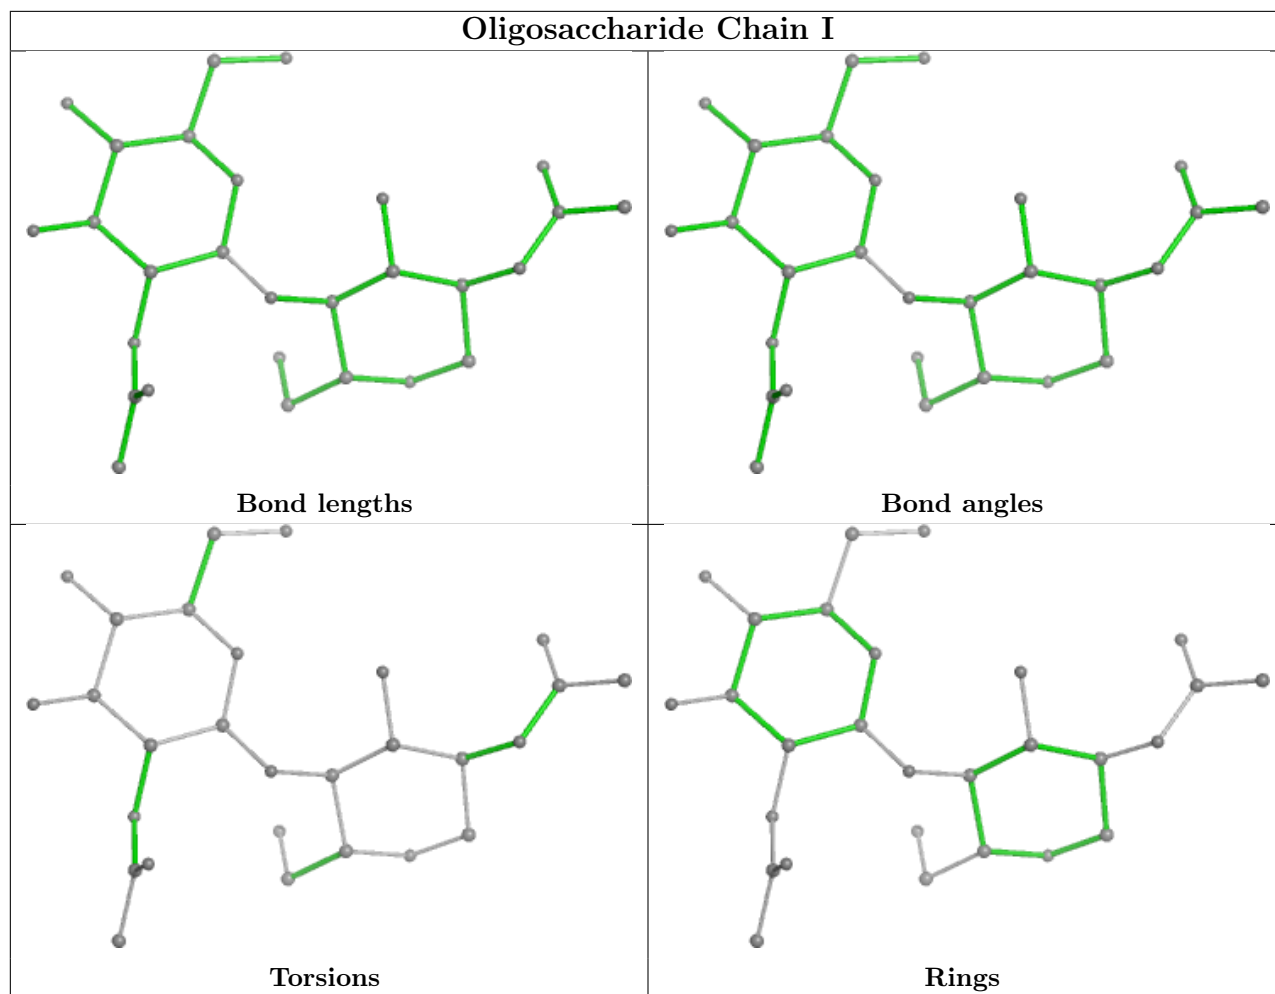 Oligosaccharide Chain I
Bond lengths
Bond angles
Torsions
Rings